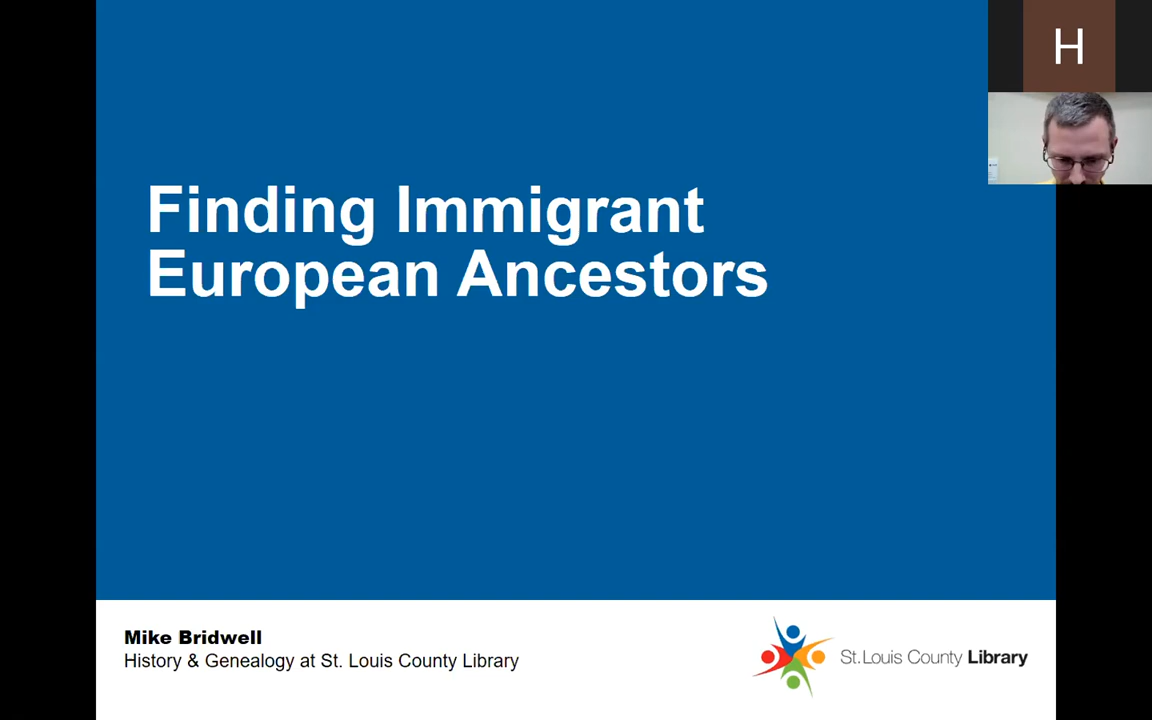 H
Finding Immigrant
European Ancestors
Mike Bridwell
History & Genealogy at St. Louis County Library
St. Louis County Library